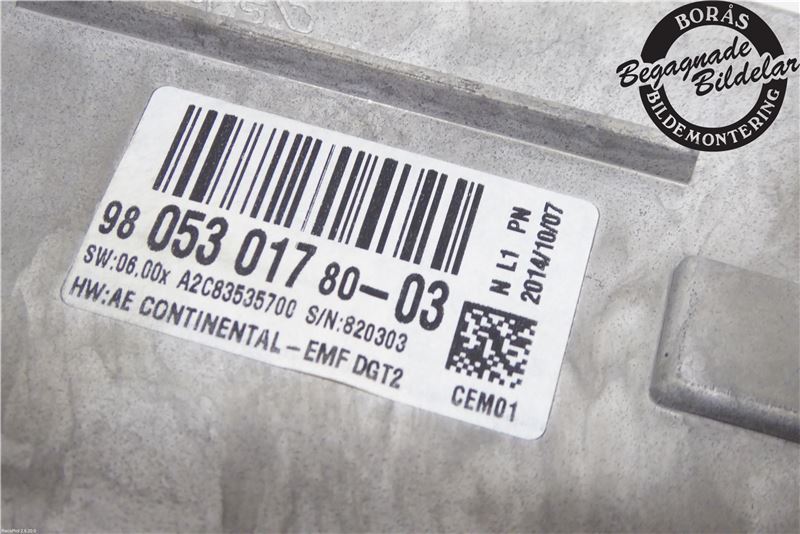 BORÅS
Begagnade
Bildelar
BILDEMONTERING
98 053 017 80-03
SW:06.00x A2C83535700 S/N:820303
HW:AE CONTINENTAL-EMF DGT2
N L1 PN
2014/10/07
CEM01